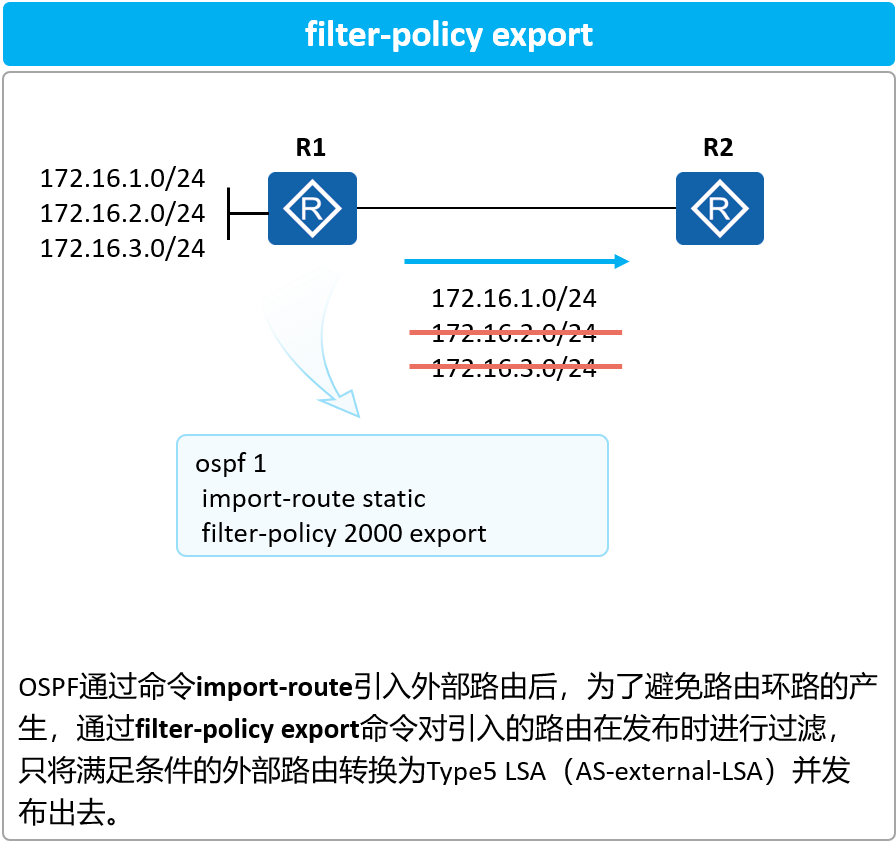 filter-policy export
R1
R2
172.16.1.0/24
172.16.2.0/24
172.16.3.0/24
R
R
172.16.1.0/24
172.16.2.0/24
172.16.3.0/24
ospf 1
import-route static
filter-policy 2000 export
OSPF通过命令import-route引入外部路由后，为了避免路由环路的产
生，通过filter-policy export命令对引入的路由在发布时进行过滤，
只将满足条件的外部路由转换为Type5 LSA（AS-external-LSA）并发
布出去。